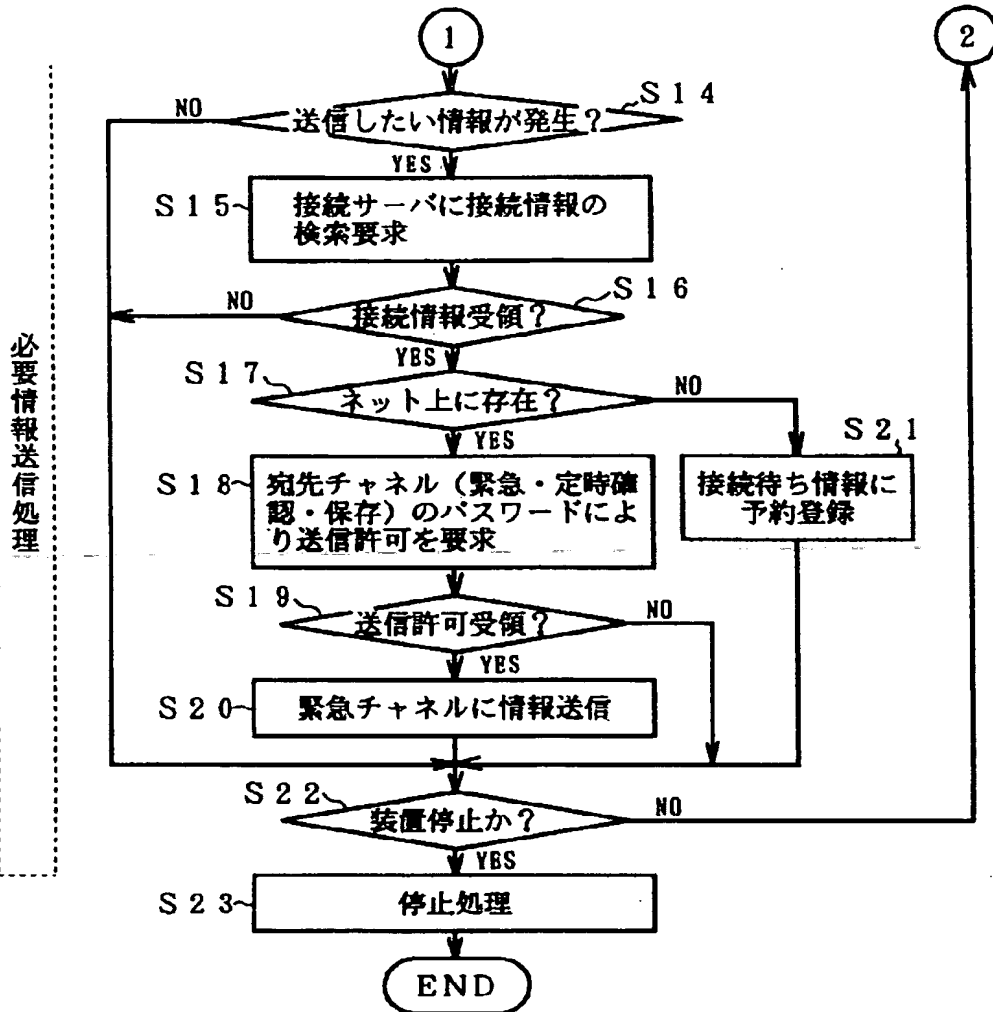 1
2
S14
送信したい情報が発生?
NO
YES
S15
接続サーバに接続情報の
検索要求
S16
接続情報受領?
NO
YES
S17
ネット上に存在?
NO
YES
S21
接続待ち情報に
予約登録
S18
宛先チャネル(緊急・定時確
認・保存)のパスワードによ
り送信許可を要求
S19
送信許可受領?
NO
YES
S20
緊急チャネルに情報送信
S22
装置停止か?
NO
YES
S23
停止処理
END
必要情報送信処理